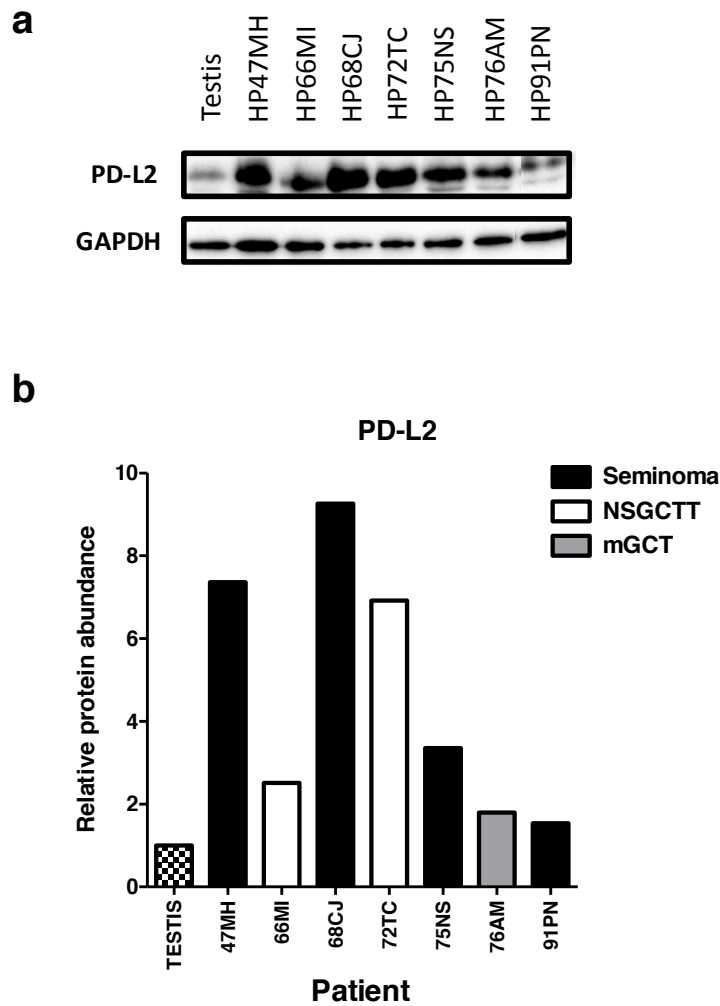 a
Testis
HP47MH
HP66MI
HP68CJ
HP72TC
HP75NS
HP76AM
HP91PN
PD-L2
GAPDH
b
PD-L2
10
8
6
4
2
0
Relative protein abundance
Seminoma
NSGCTT
mGCT
TESTIS
47MH
66MI
68CJ
72TC
75NS
76AM
91PN
Patient